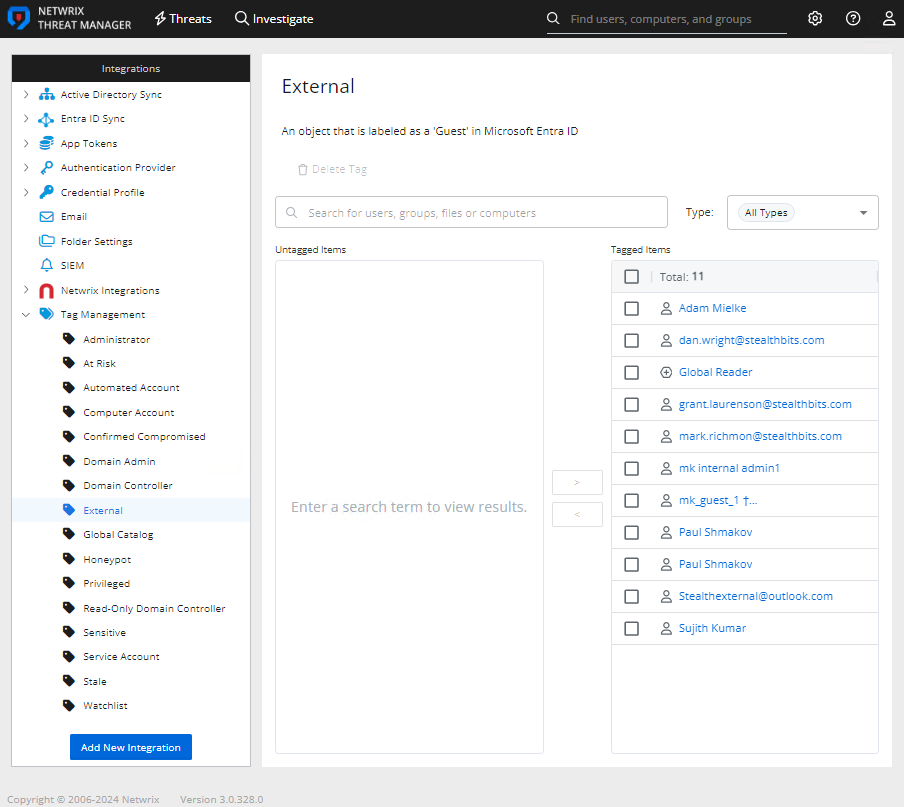 NETWRIX
THREAT MANAGER
Threats
Investigate
Find users, computers, and groups
Integrations
Active Directory Sync
Entra ID Sync
App Tokens
Authentication Provider
Credential Profile
Email
Folder Settings
SIEM
Netwrix Integrations
Tag Management
Administrator
At Risk
Automated Account
Computer Account
Confirmed Compromised
Domain Admin
Domain Controller
External
Global Catalog
Honeypot
Privileged
Read-Only Domain Controller
Sensitive
Service Account
Stale
Watchlist
Add New Integration
External
An object that is labeled as a 'Guest' in Microsoft Entra ID
Delete Tag
Search for users, groups, files or computers
Type:
All Types
Untagged Items
Enter a search term to view results.
>
<
Tagged Items
Total: 11
Adam Mielke
dan.wright@stealthbits.com
Global Reader
grant.laurenson@stealthbits.com
mark.richmon@stealthbits.com
mk internal admin1
mk_guest_1 †...
Paul Shmakov
Paul Shmakov
Stealthexternal@outlook.com
Sujith Kumar
Copyright © 2006-2024 Netwrix
Version 3.0.328.0